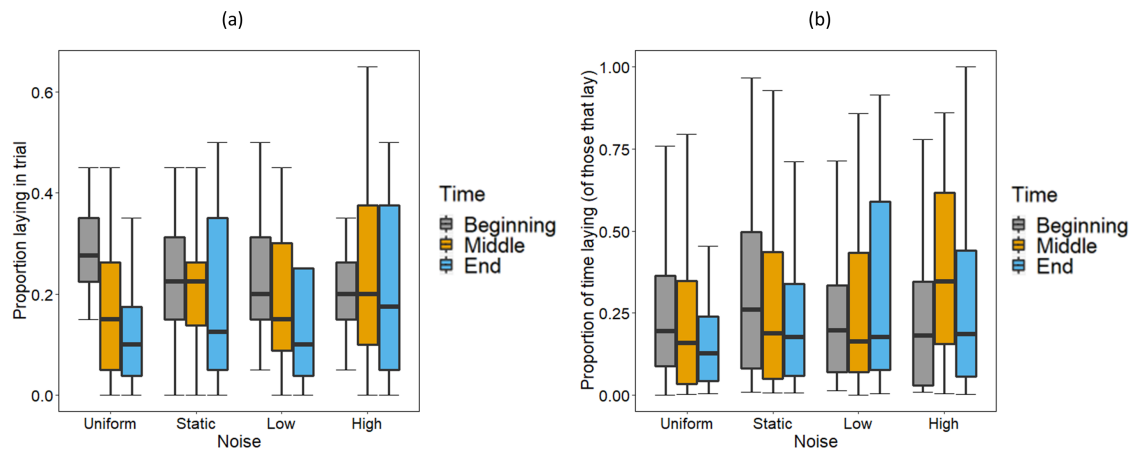 (a)
Proportion laying in trial
0.6
0.4
0.2
0.0
Uniform Static Low High
Noise
Time
Beginning
Middle
End
(b)
Proportion of time laying (of those that lay)
1.00
0.75
0.50
0.25
0.00
Uniform Static Low High
Noise
Time
Beginning
Middle
End